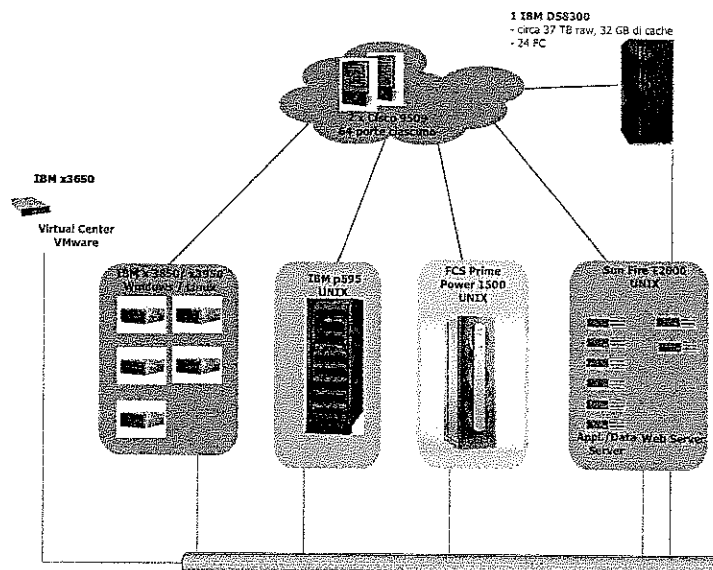 1 IBM DS8300
- circa 37 TB raw, 32 GB di cache
- 24 FC
2 x Cisco 9509
64 porte ciascuno
IBM x3650
Virtual Center
VMware
IBM x 3850/ x3950
Windows / Linux
IBM p595
UNIX
FCS Prime
Power 1500
UNIX
Sun Fire T2000
UNIX
Appl./Data
Server
Web Server